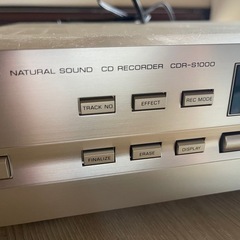 NATURAL SOUND CD RECORDER CDR-S1000
TRACK NO.
EFFECT
REC MODE
FINALIZE
ERASE
DISPLAY